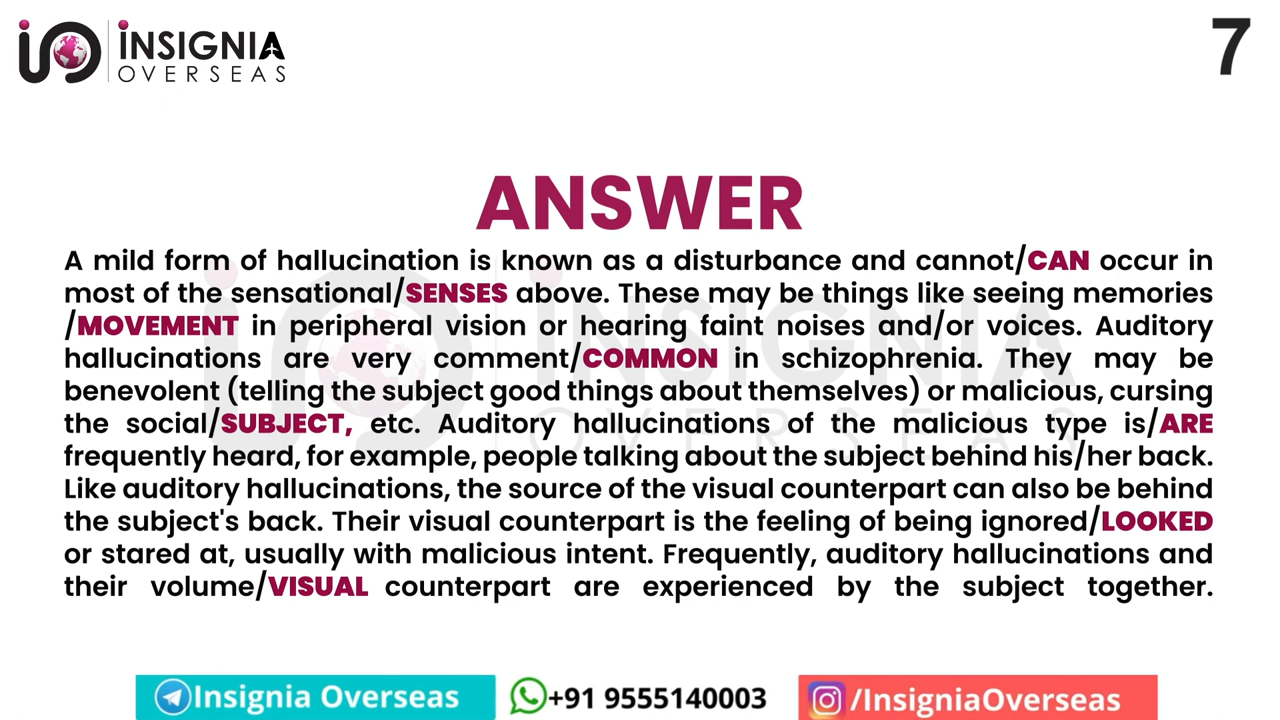 INSIGNIA
OVERSEAS
7
ANSWER
A mild form of hallucination is known as a disturbance and cannot/CAN occur in
most of the sensational/SENSES above. These may be things like seeing memories
/MOVEMENT in peripheral vision or hearing faint noises and/or voices. Auditory
hallucinations are very comment/COMMON in schizophrenia. They may be
benevolent (telling the subject good things about themselves) or malicious, cursing
the social/SUBJECT, etc. Auditory hallucinations of the malicious type is/ARE
frequently heard, for example, people talking about the subject behind his/her back.
Like auditory hallucinations, the source of the visual counterpart can also be behind
the subject's back. Their visual counterpart is the feeling of being ignored/LOOKED
or stared at, usually with malicious intent. Frequently, auditory hallucinations and
their volume/VISUAL counterpart are experienced by the subject together.
Insignia Overseas
+91 9555140003
/InsigniaOverseas